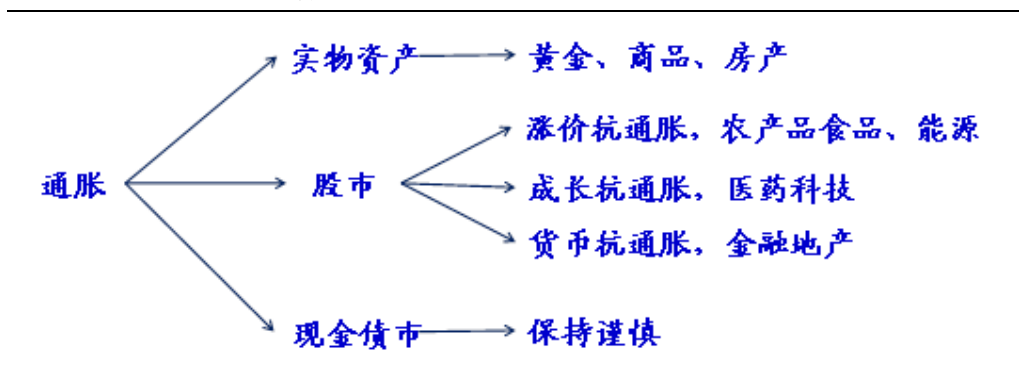 实物资产 黄金、商品、房产
涨价抗通胀，农产品食品、能源
通胀 股市 成长抗通胀，医药科技
货币抗通胀，金融地产
现金债市 保持谨慎